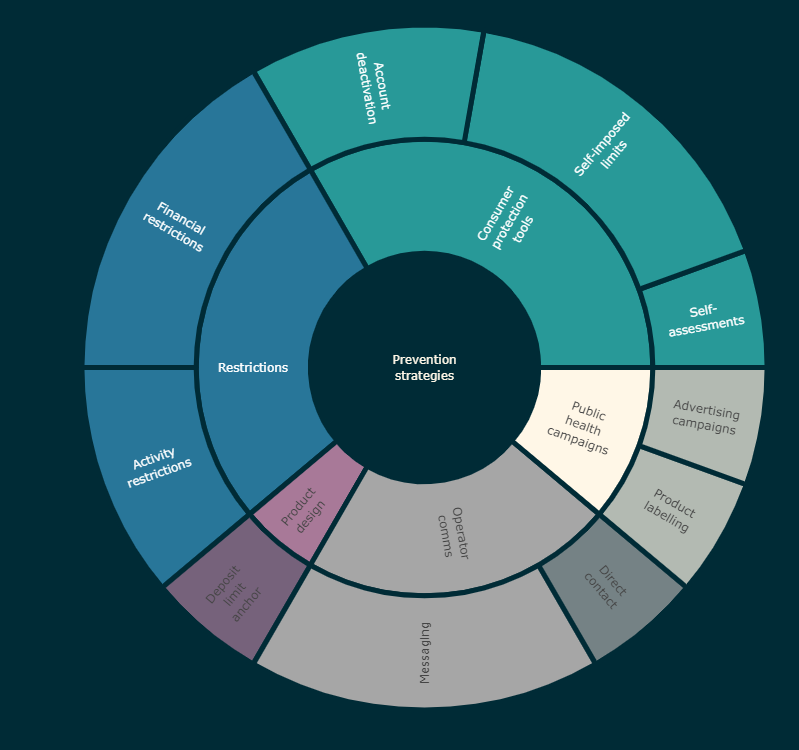 Account
deactivation
Self-imposed
limits
Consumer
protection
tools
Financial
restrictions
Self-
assessments
Prevention
strategies
Restrictions
Public
health
campaigns
Advertising
campaigns
Activity
restrictions
Product
design
Operator
comms
Product
labelling
Deposit
limit
anchor
Direct
contact
Messaging